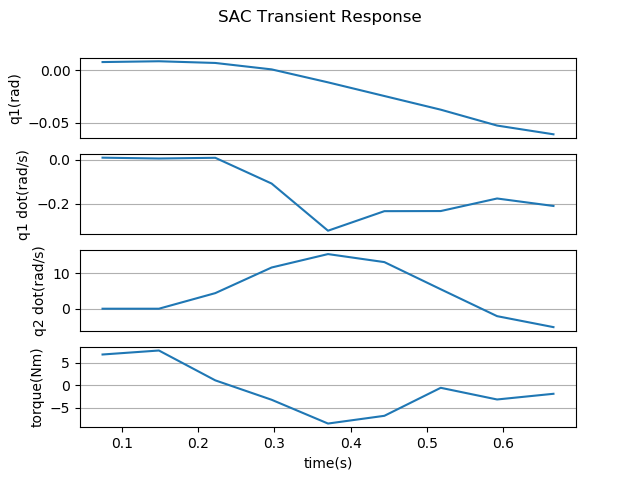 SAC Transient Response
q1(rad)
0.00
−0.05
q1 dot(rad/s)
0.0
−0.2
q2 dot(rad/s)
10
0
torque(Nm)
5
0
−5
0.1 0.2 0.3 0.4 0.5 0.6
time(s)